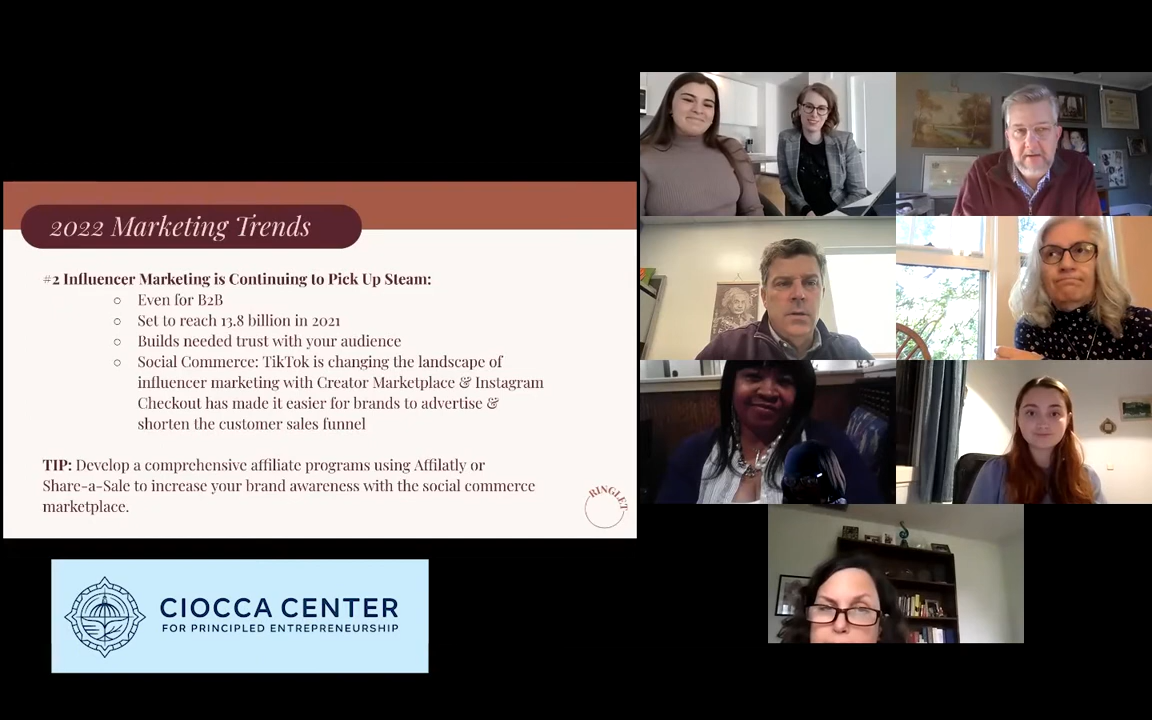 2022 Marketing Trends
#2 Influencer Marketing is Continuing to Pick Up Steam:
○ Even for B2B
○ Set to reach 13.8 billion in 2021
○ Builds needed trust with your audience
○ Social Commerce: TikTok is changing the landscape of
influencer marketing with Creator Marketplace & Instagram
Checkout has made it easier for brands to advertise &
shorten the customer sales funnel
TIP: Develop a comprehensive affiliate programs using Affilatly or
Share-a-Sale to increase your brand awareness with the social commerce
marketplace.
RINGLET
CIOCCA CENTER
FOR PRINCIPLED ENTREPRENEURSHIP